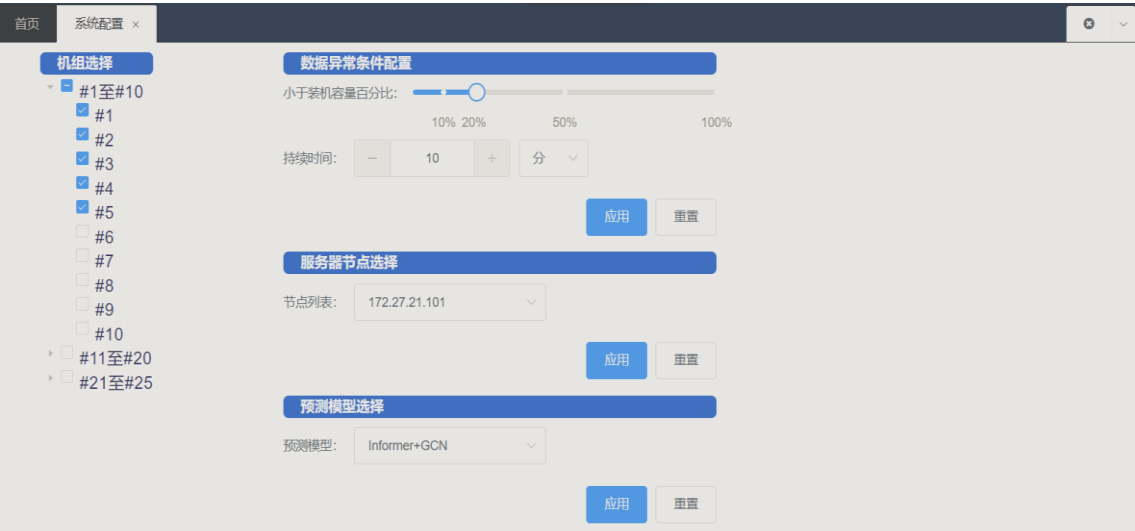 首页 系统配置 ×
机组选择
#1至#10
#1
#2
#3
#4
#5
#6
#7
#8
#9
#10
#11至#20
#21至#25
数据异常条件配置
小于装机容量百分比:
10% 20% 50% 100%
持续时间: − 10 + 分
应用 重置
服务器节点选择
节点列表: 172.27.21.101
应用 重置
预测模型选择
预测模型: Informer+GCN
应用 重置